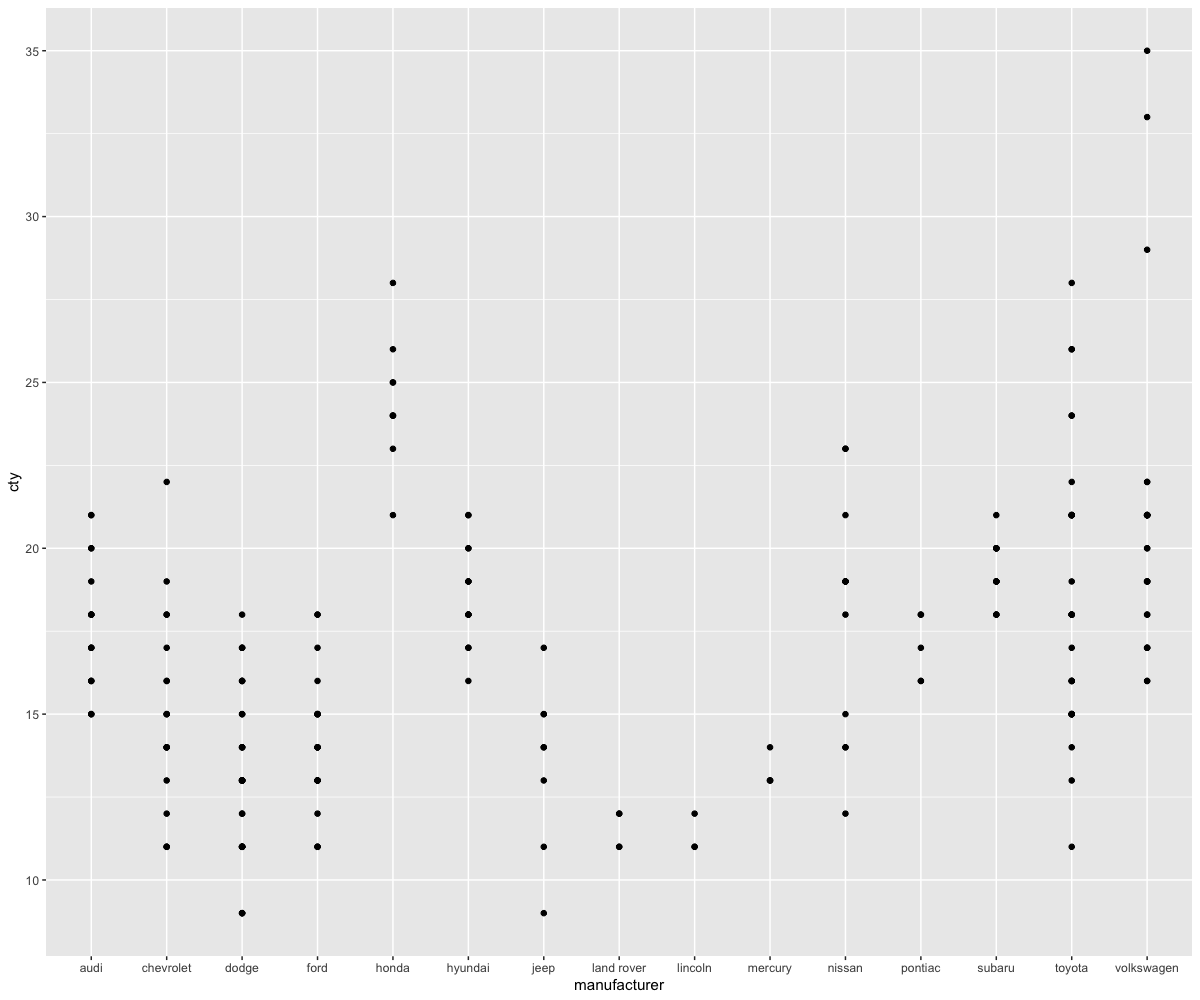 35
30
25
20
15
10
cty
audi chevrolet dodge ford honda hyundai jeep land rover lincoln mercury nissan pontiac subaru toyota volkswagen
manufacturer